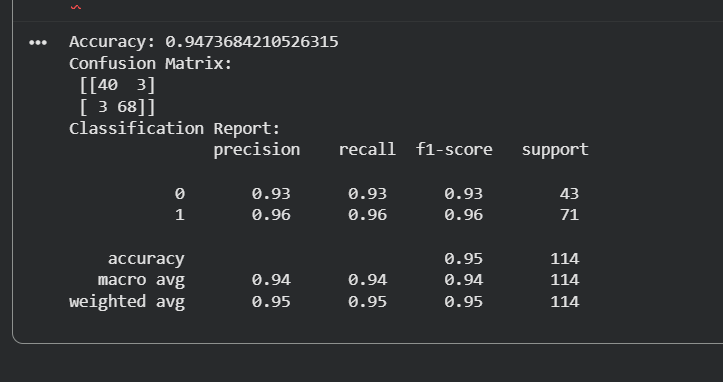 Accuracy: 0.9473684210526315
Confusion Matrix:
[[40  3]
[ 3 68]]
Classification Report:
precision    recall  f1-score   support
0       0.93      0.93      0.93        43
1       0.96      0.96      0.96        71
accuracy                           0.95       114
macro avg       0.94      0.94      0.94       114
weighted avg       0.95      0.95      0.95       114